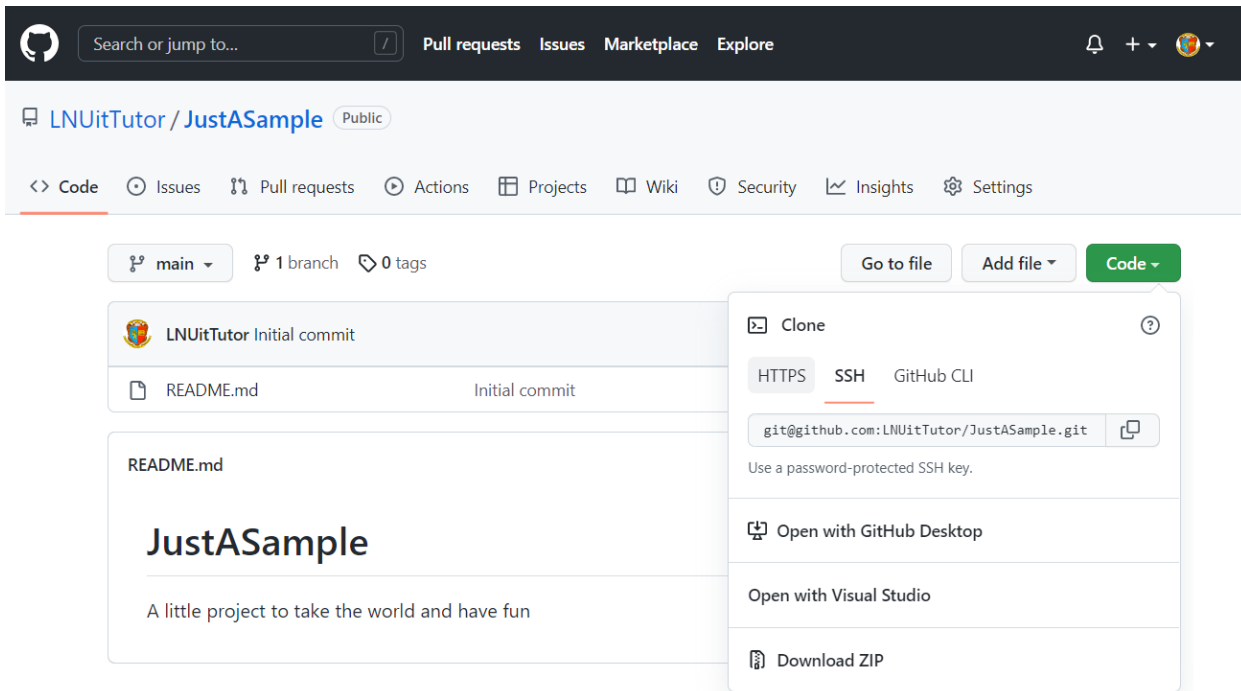 Search or jump to... / Pull requests Issues Marketplace Explore
LNUitTutor / JustASample Public
Code Issues Pull requests Actions Projects Wiki Security Insights Settings
main 1 branch 0 tags Go to file Add file Code
LNUitTutor Initial commit
README.md Initial commit
README.md
JustASample
A little project to take the world and have fun
Clone
HTTPS SSH GitHub CLI
git@github.com:LNUitTutor/JustASample.git
Use a password-protected SSH key.
Open with GitHub Desktop
Open with Visual Studio
Download ZIP